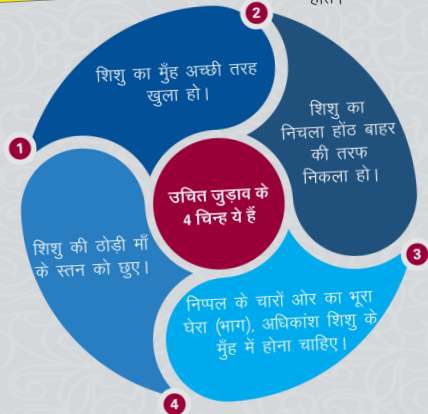 2
शिशु का मुँह अच्छी तरह
खुला हो।
शिशु का
निचला होंठ बाहर
की तरफ
निकला हो।
1
उचित जुड़ाव के
4 चिन्ह ये हैं
शिशु की ठोड़ी माँ
के स्तन को छुए।
3
निप्पल के चारों ओर का भूरा
घेरा (भाग), अधिकांश शिशु के
मुँह में होना चाहिए।
4